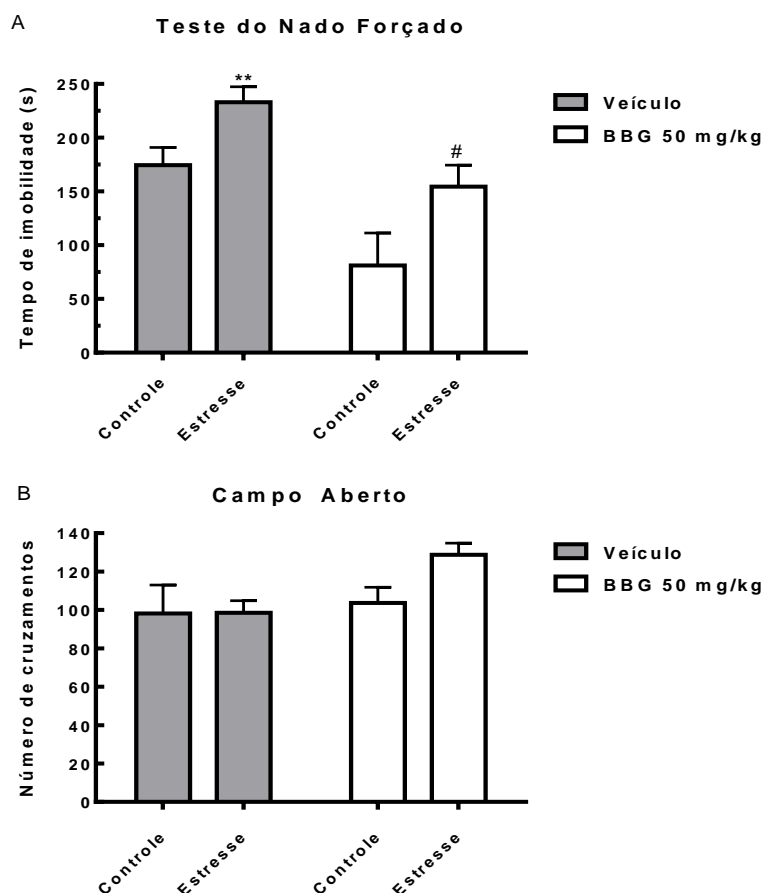 A
Teste do Nado Forçado
Tempo de imobilidade (s)
250
200
150
100
50
0
**
#
Controle
Estresse
Controle
Estresse
Veículo
BBG 50 mg/kg
B
Campo Aberto
Número de cruzamentos
140
120
100
80
60
40
20
0
Controle
Estresse
Controle
Estresse
Veículo
BBG 50 mg/kg